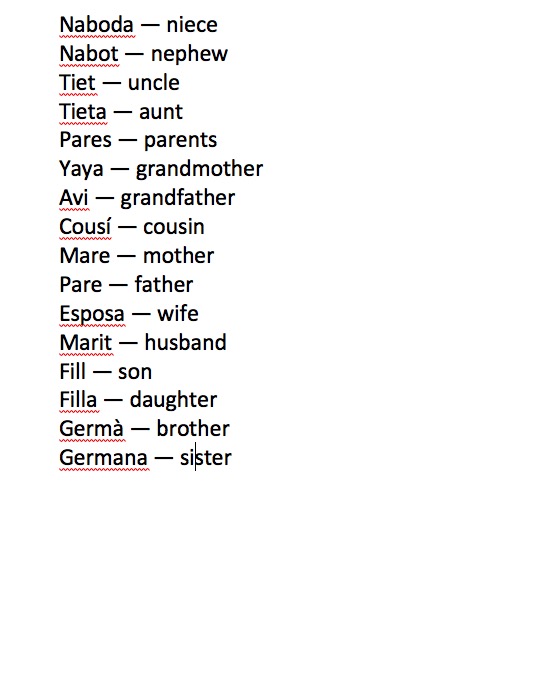 Naboda — niece
Nabot — nephew
Tiet — uncle
Tieta — aunt
Pares — parents
Yaya — grandmother
Avi — grandfather
Cousí — cousin
Mare — mother
Pare — father
Esposa — wife
Marit — husband
Fill — son
Filla — daughter
Germà — brother
Germana — sister